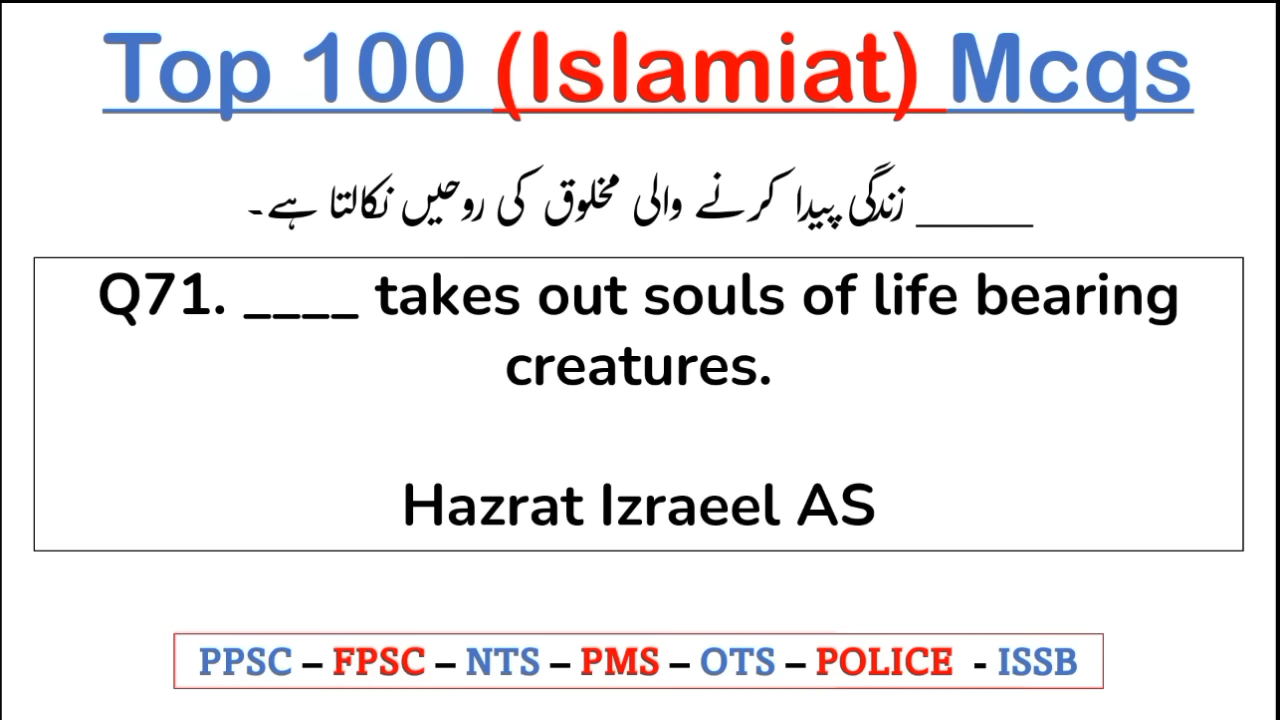 Top 100 (Islamiat) Mcqs
______ زندگی پیدا کرنے والی مخلوق کی روحیں نکالتا ہے۔
Q71. ____ takes out souls of life bearing
creatures.
Hazrat Izraeel AS
PPSC – FPSC – NTS – PMS – OTS – POLICE - ISSB